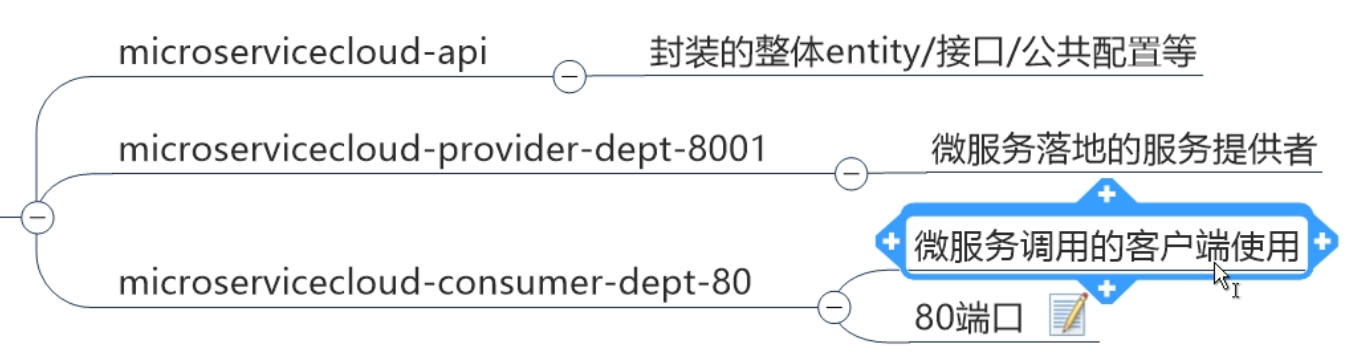 microservicecloud-api
封装的整体entity/接口/公共配置等
microservicecloud-provider-dept-8001
微服务落地的服务提供者
微服务调用的客户端使用
microservicecloud-consumer-dept-80
80端口